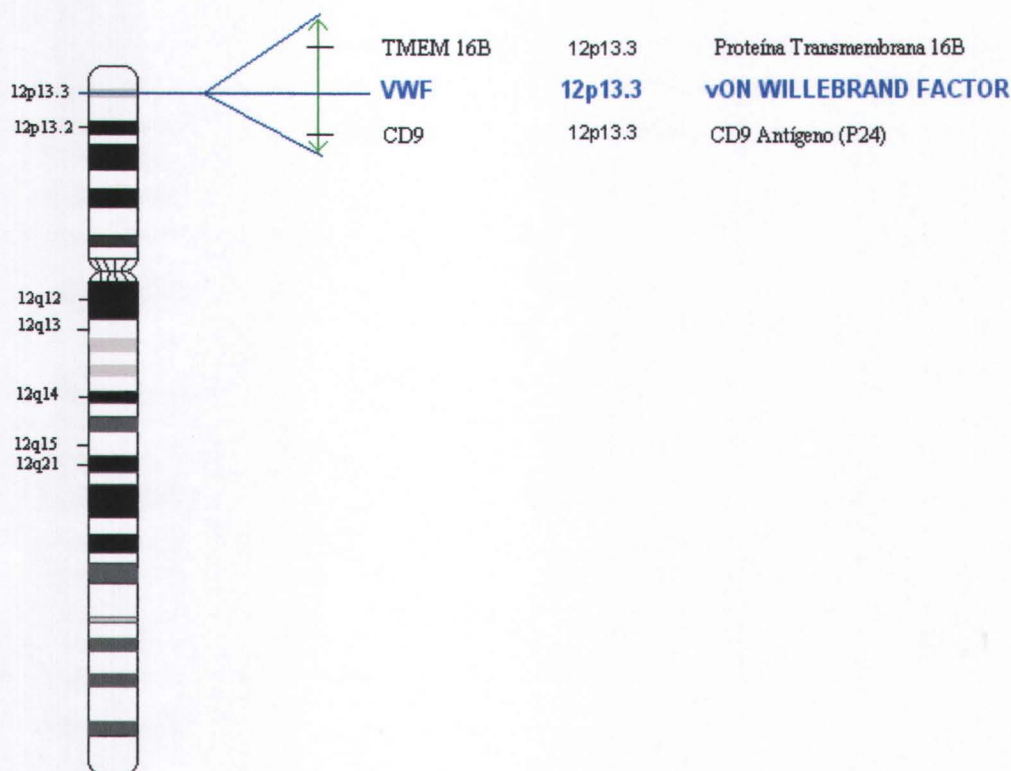 TMEM 16B 12p13.3 Proteína Transmembrana 16B
12p13.3 VWF 12p13.3 vON WILLEBRAND FACTOR
12p13.2
CD9 12p13.3 CD9 Antígeno (P24)
12q12
12q13
12q14
12q15
12q21